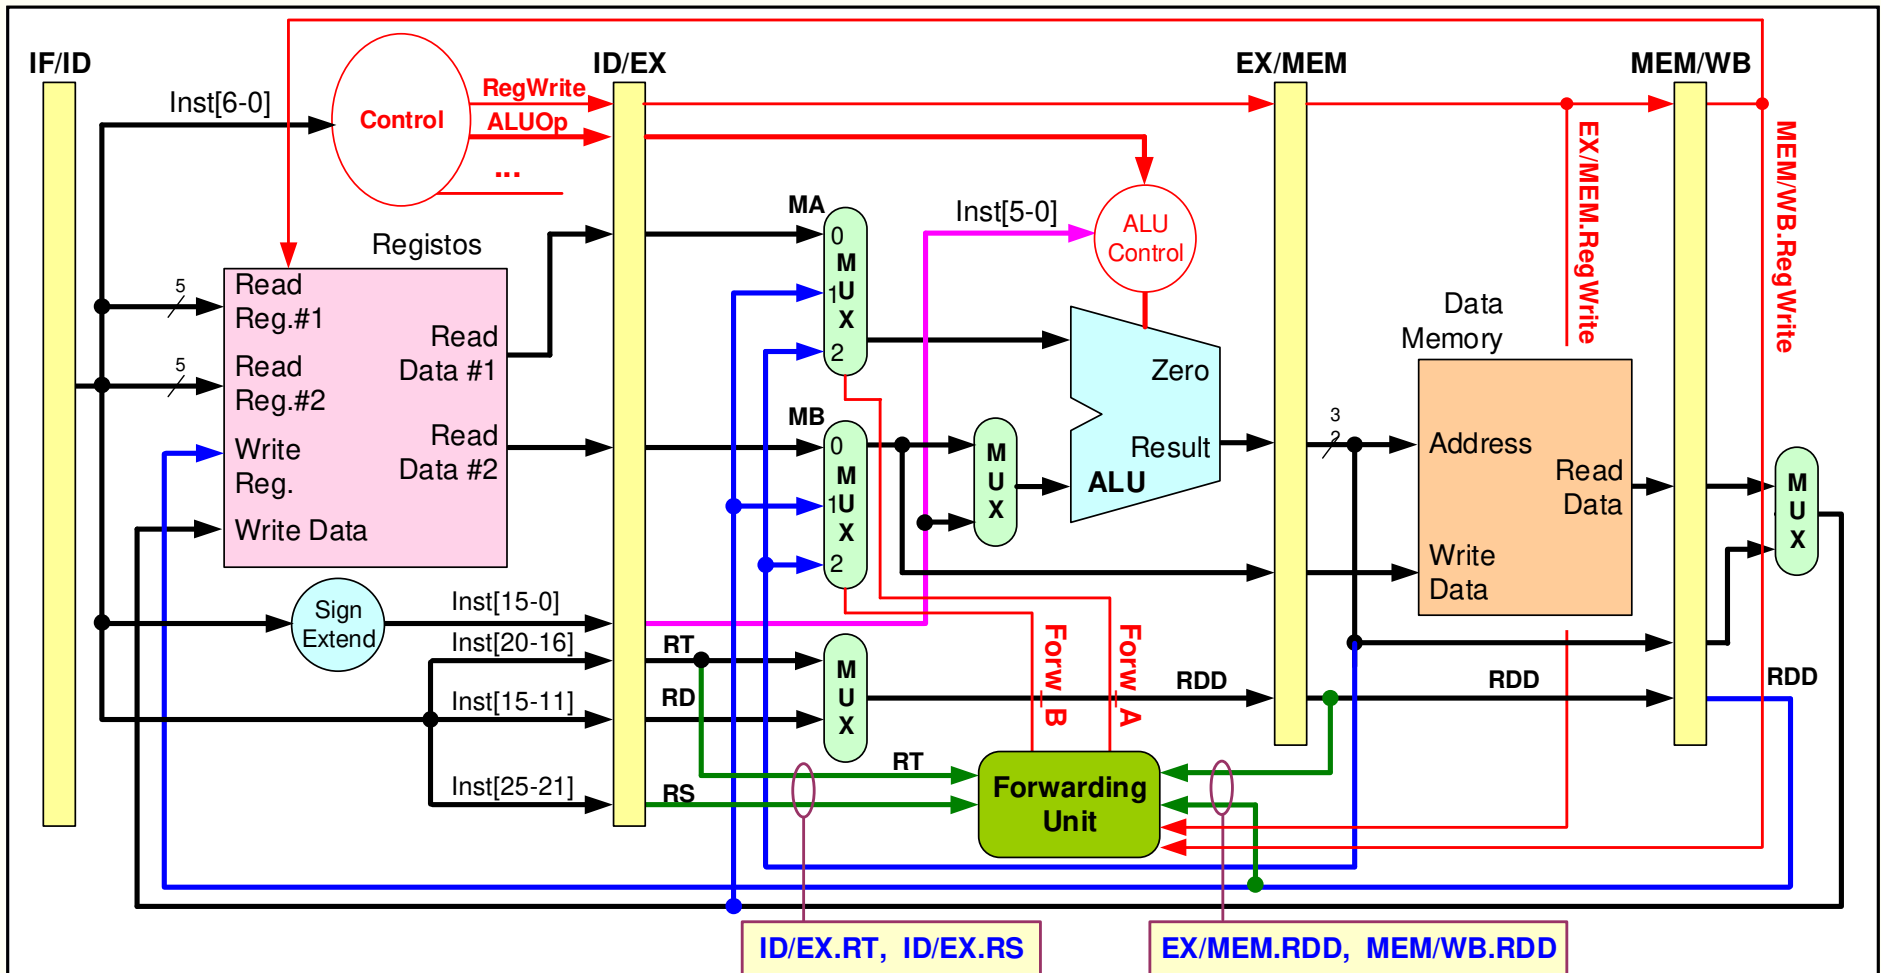 IF/ID
ID/EX
EX/MEM
MEM/WB
Inst[6-0]
Control
RegWrite
ALUOp
...
EX/MEM.RegWrite
MEM/WB.RegWrite
Registos
Read
Reg.#1
Read
Reg.#2
Write
Reg.
Write Data
Read
Data #1
Read
Data #2
5
5
MA
0
M
1U
X
2
MB
0
M
1U
X
2
Inst[5-0]
ALU
Control
M
U
X
Zero
Result
ALU
3
2
Data
Memory
Address
Read
Data
Write
Data
M
U
X
Sign
Extend
Inst[15-0]
Inst[20-16]
Inst[15-11]
Inst[25-21]
RT
RD
RS
M
U
X
RT
Forw B
Forw A
RDD
RDD
RDD
Forwarding
Unit
ID/EX.RT, ID/EX.RS
EX/MEM.RDD, MEM/WB.RDD